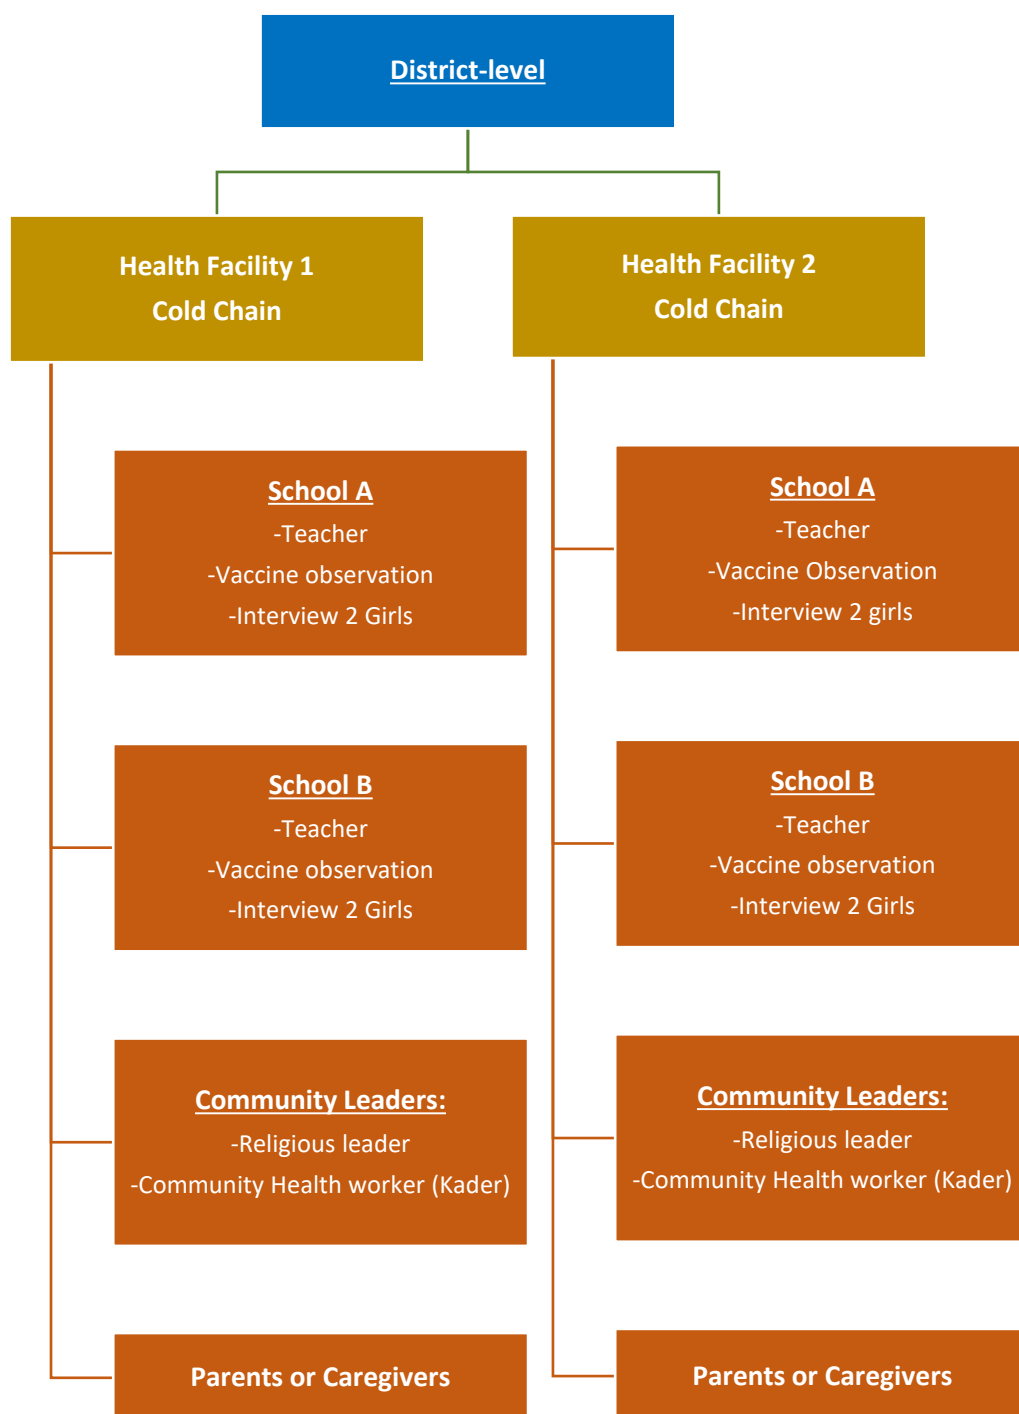 District-level
Health Facility 1
Cold Chain
School A
-Teacher
-Vaccine observation
-Interview 2 Girls
School B
-Teacher
-Vaccine observation
-Interview 2 Girls
Community Leaders:
-Religious leader
-Community Health worker (Kader)
Parents or Caregivers
Health Facility 2
Cold Chain
School A
-Teacher
-Vaccine Observation
-Interview 2 girls
School B
-Teacher
-Vaccine observation
-Interview 2 Girls
Community Leaders:
-Religious leader
-Community Health worker (Kader)
Parents or Caregivers